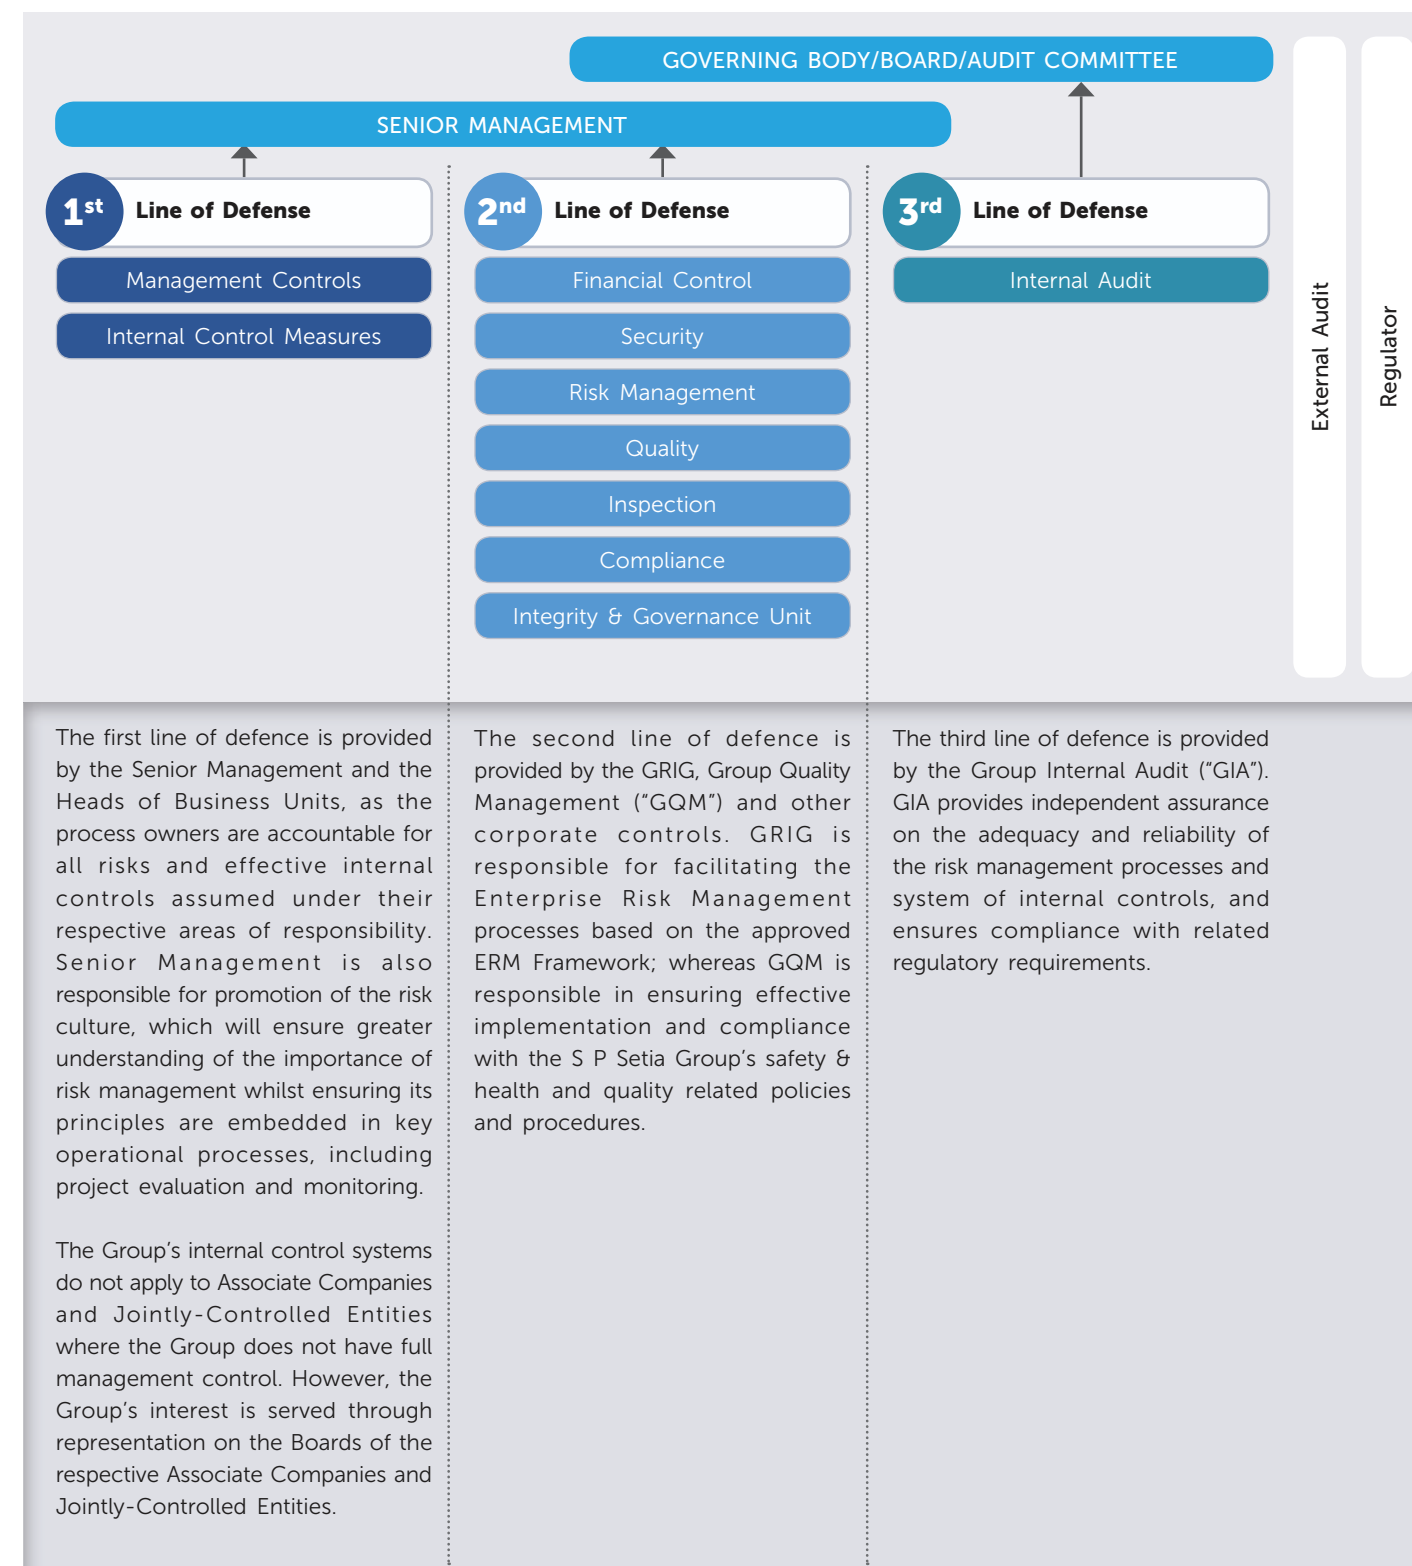 GOVERNING BODY/BOARD/AUDIT COMMITTEE
SENIOR MANAGEMENT
1st Line of Defense
Management Controls
Internal Control Measures
2nd Line of Defense
Financial Control
Security
Risk Management
Quality
Inspection
Compliance
Integrity & Governance Unit
3rd Line of Defense
Internal Audit
External Audit
Regulator
The first line of defence is provided
by the Senior Management and the
Heads of Business Units, as the
process owners are accountable for
all risks and effective internal
controls assumed under their
respective areas of responsibility.
Senior Management is also
responsible for promotion of the risk
culture, which will ensure greater
understanding of the importance of
risk management whilst ensuring its
principles are embedded in key
operational processes, including
project evaluation and monitoring.
The Group's internal control systems
do not apply to Associate Companies
and Jointly-Controlled Entities
where the Group does not have full
management control. However, the
Group's interest is served through
representation on the Boards of the
respective Associate Companies and
Jointly-Controlled Entities.
The second line of defence is
provided by the GRIG, Group Quality
Management ("GQM") and other
corporate controls. GRIG is
responsible for facilitating the
Enterprise Risk Management
processes based on the approved
ERM Framework; whereas GQM is
responsible in ensuring effective
implementation and compliance
with the S P Setia Group's safety &
health and quality related policies
and procedures.
The third line of defence is provided
by the Group Internal Audit ("GIA").
GIA provides independent assurance
on the adequacy and reliability of
the risk management processes and
system of internal controls, and
ensures compliance with related
regulatory requirements.